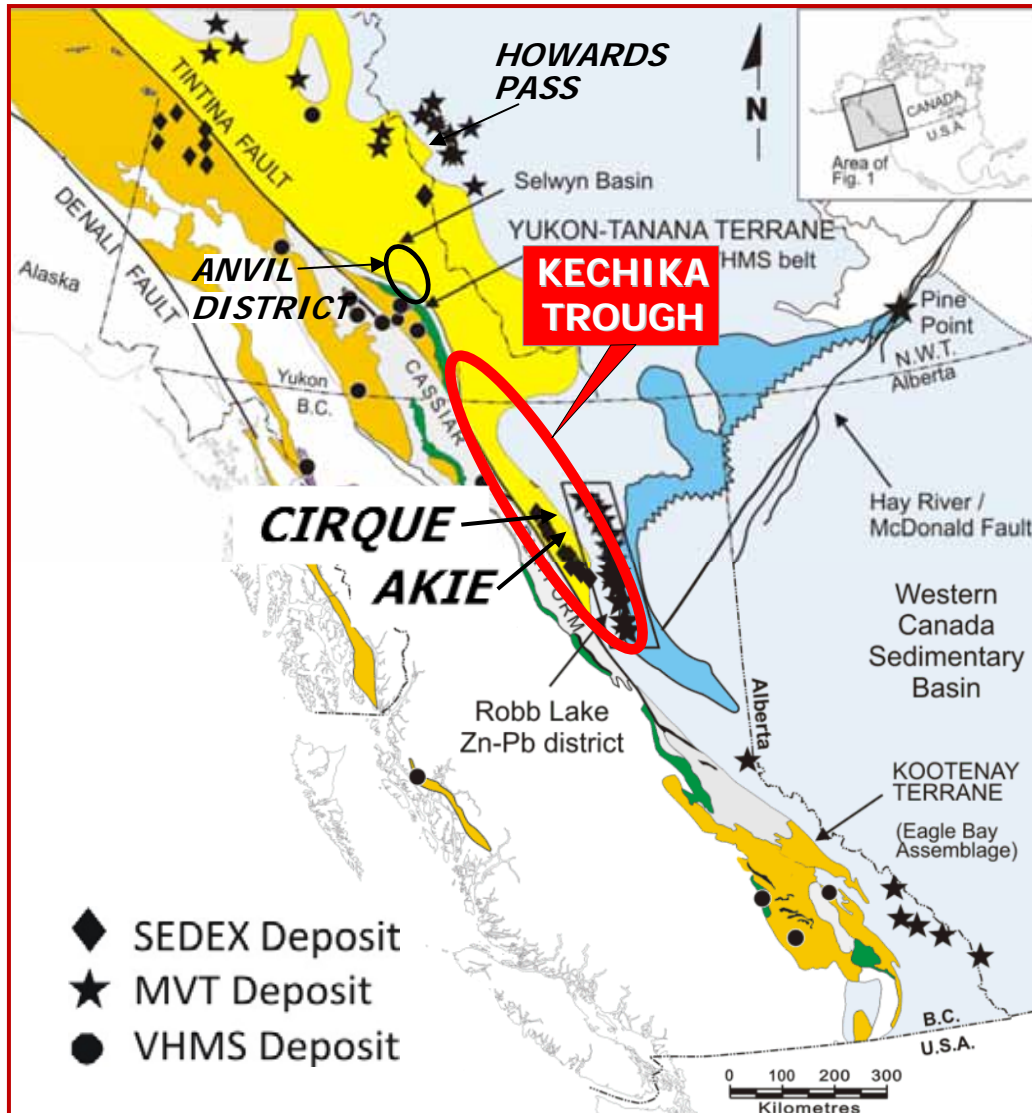 HOWARDS
PASS
N
CANADA
U.S.A.
Area of
Fig. 1
TINTINA FAULT
DENALI FAULT
Selwyn Basin
YUKON-TANANA TERRANE
VHMS belt
ANVIL
DISTRICT
KECHIKA
TROUGH
Alaska
Pine
Point
N.W.T.
Alberta
Yukon
B.C.
CASSIAR
Hay River /
McDonald Fault
CIRQUE
AKIE
Western
Canada
Sedimentary
Basin
Robb Lake
Zn-Pb district
Alberta
KOOTENAY
TERRANE
(Eagle Bay
Assemblage)
SEDEX Deposit
MVT Deposit
VHMS Deposit
B.C.
U.S.A.
0 100 200 300
Kilometres